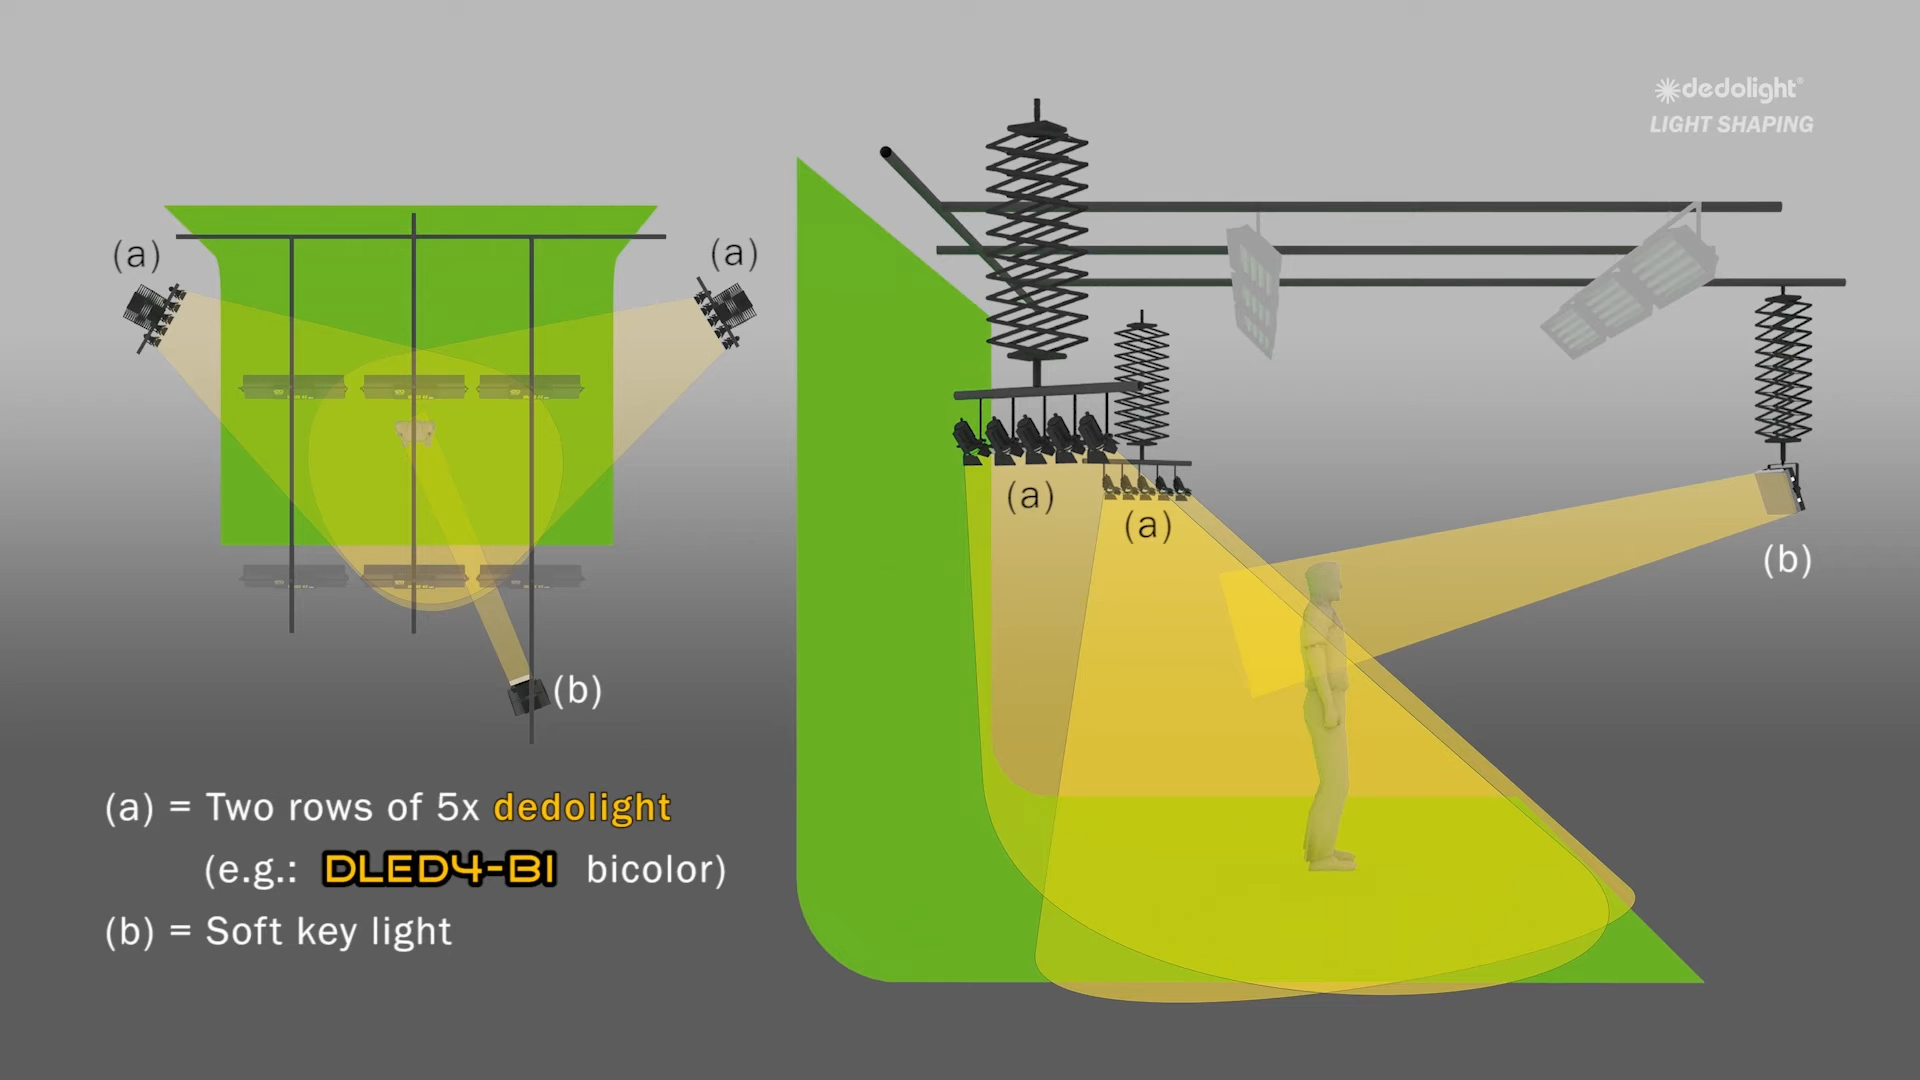 dedolight®
LIGHT SHAPING
(a)
(a)
(b)
(a)
(a)
(b)
(a) = Two rows of 5x dedolight
(e.g.: DLED4-BI bicolor)
(b) = Soft key light